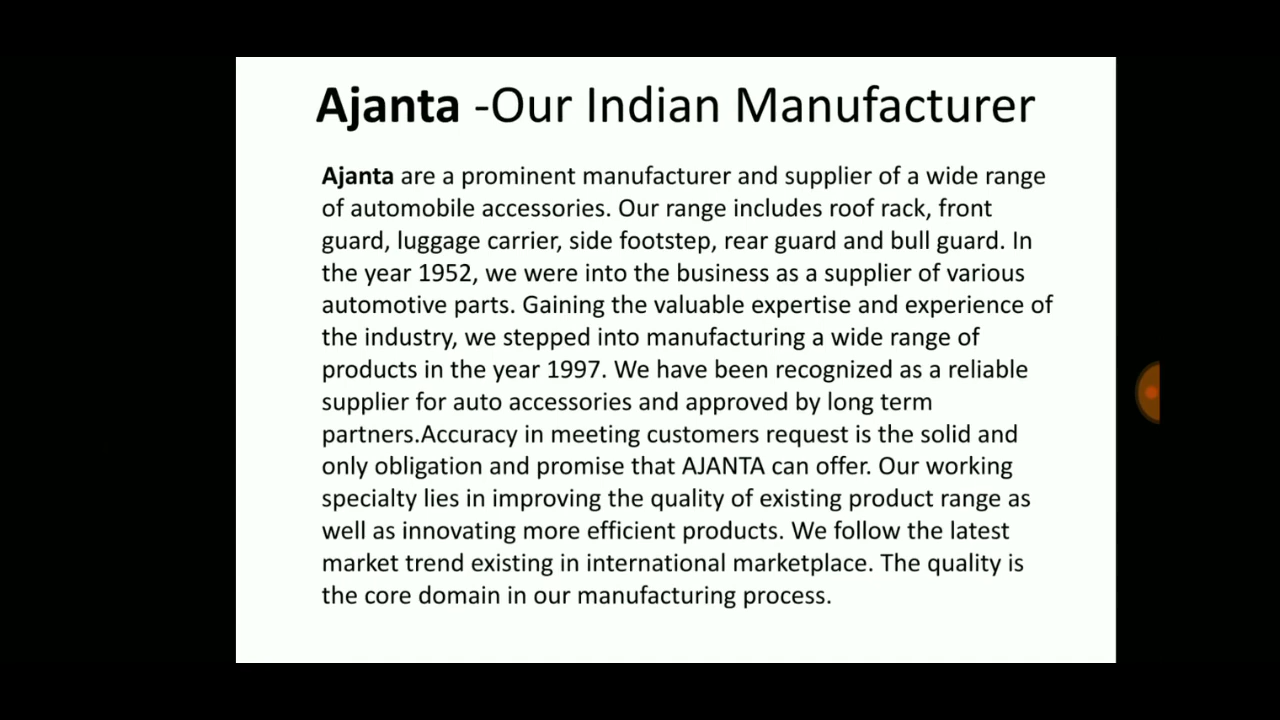 Ajanta -Our Indian Manufacturer
Ajanta are a prominent manufacturer and supplier of a wide range
of automobile accessories. Our range includes roof rack, front
guard, luggage carrier, side footstep, rear guard and bull guard. In
the year 1952, we were into the business as a supplier of various
automotive parts. Gaining the valuable expertise and experience of
the industry, we stepped into manufacturing a wide range of
products in the year 1997. We have been recognized as a reliable
supplier for auto accessories and approved by long term
partners.Accuracy in meeting customers request is the solid and
only obligation and promise that AJANTA can offer. Our working
specialty lies in improving the quality of existing product range as
well as innovating more efficient products. We follow the latest
market trend existing in international marketplace. The quality is
the core domain in our manufacturing process.